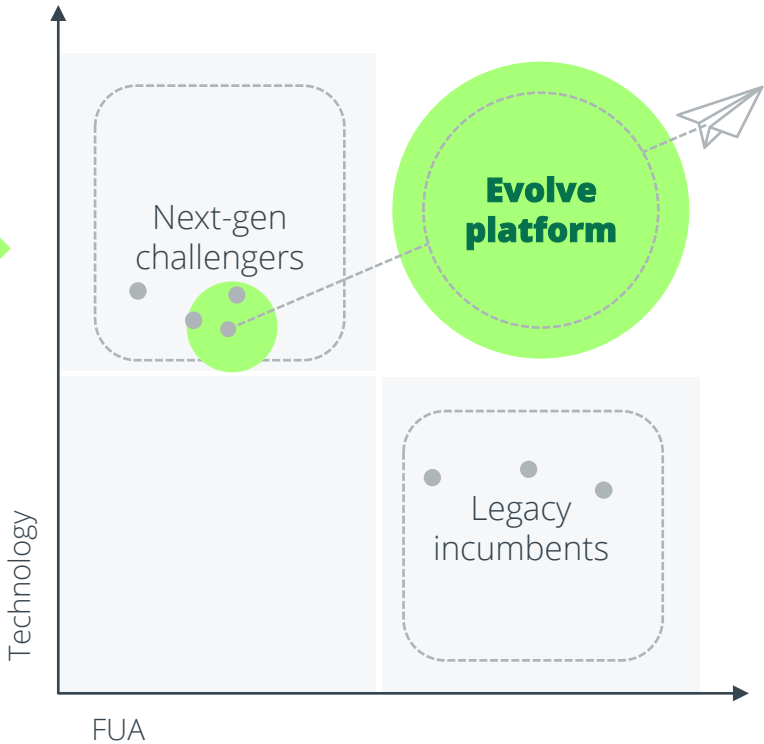 Evolve
platform
Next-gen
challengers
Legacy
incumbents
Technology
FUA